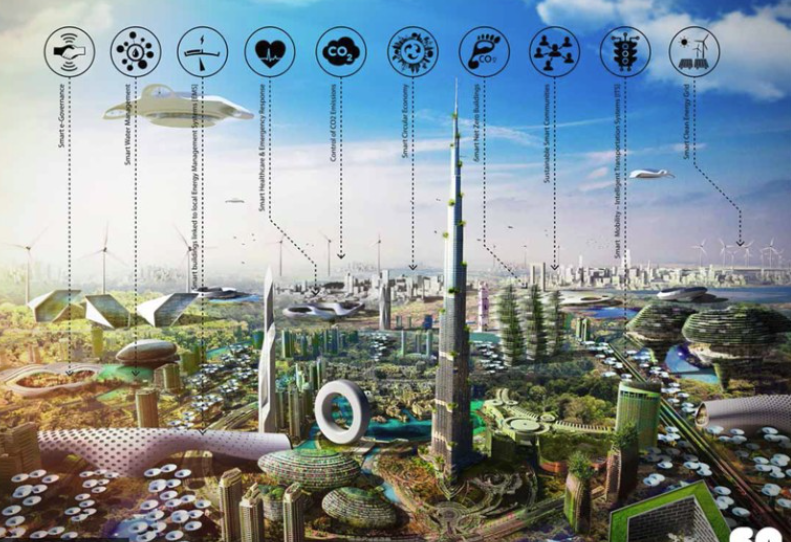 Smart e-Governance
Smart Water Management
Smart Buildings linked to local Energy Management Systems (EMS)
Smart Healthcare & Emergency Response
Control of CO2 Emissions
Smart Circular Economy
Smart Net Zero Buildings
Sustainable Smart Communities
Smart Mobility - Intelligent Transportation Systems (ITS)
Smart Clean Energy Grid
CO2
CO2